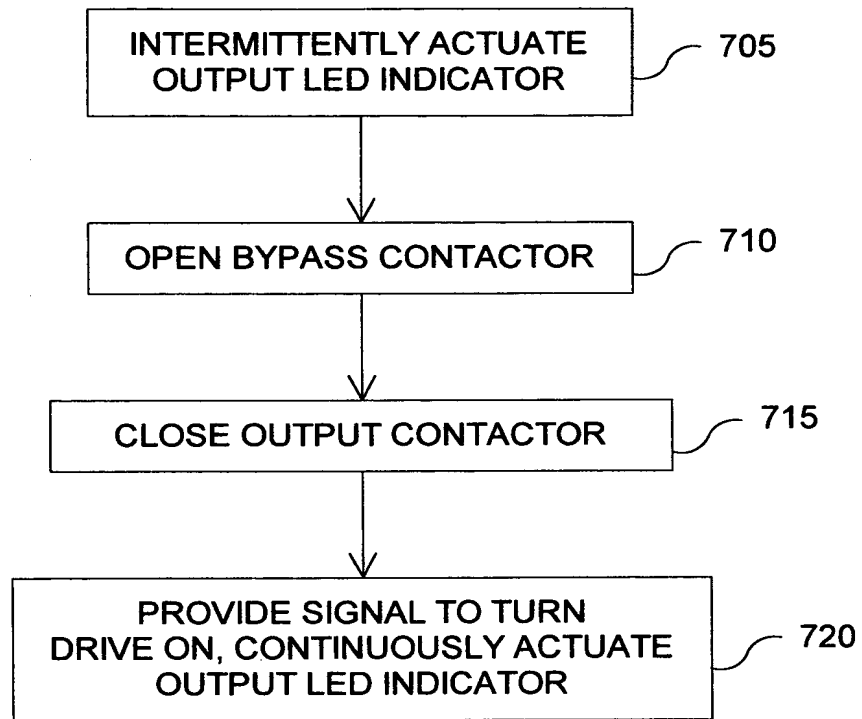 INTERMITTENTLY ACTUATE
OUTPUT LED INDICATOR
705
OPEN BYPASS CONTACTOR
710
CLOSE OUTPUT CONTACTOR
715
PROVIDE SIGNAL TO TURN
DRIVE ON, CONTINUOUSLY ACTUATE
OUTPUT LED INDICATOR
720